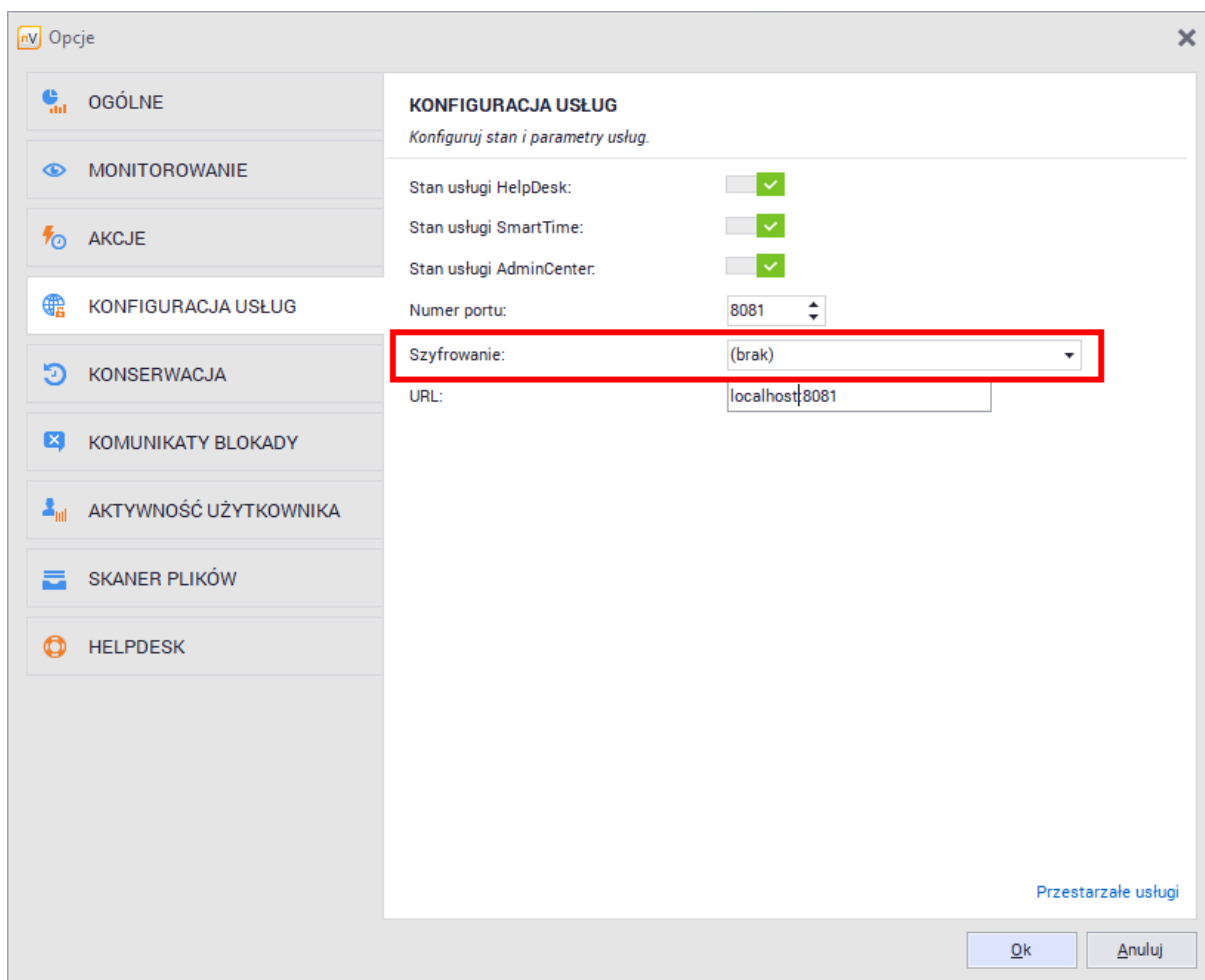 nV Opcje
OGÓLNE
MONITOROWANIE
AKCJE
KONFIGURACJA USŁUG
KONSERWACJA
KOMUNIKATY BLOKADY
AKTYWNOŚĆ UŻYTKOWNIKA
SKANER PLIKÓW
HELPDESK
KONFIGURACJA USŁUG
Konfiguruj stan i parametry usług.
Stan usługi HelpDesk:
Stan usługi SmartTime:
Stan usługi AdminCenter:
Numer portu: 8081
Szyfrowanie: (brak)
URL: localhost:8081
Przestarzałe usługi
Ok Anuluj